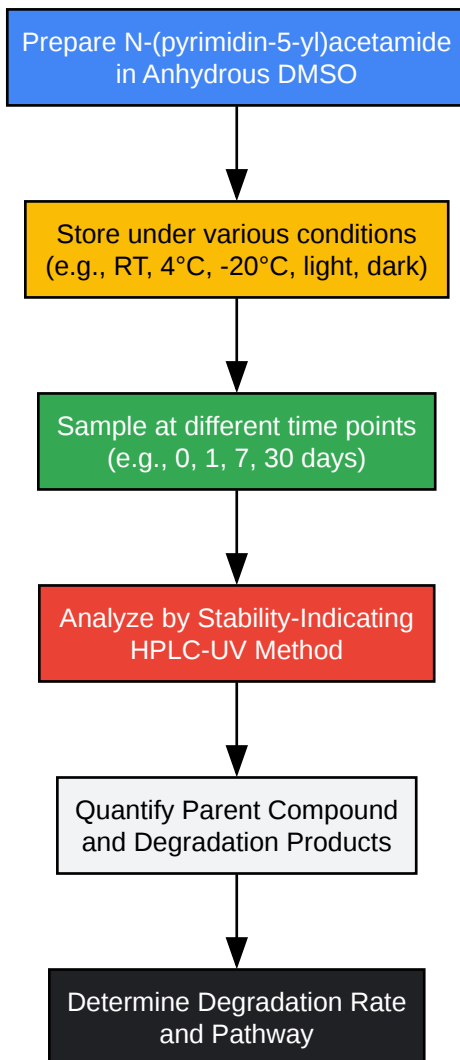 Prepare N-(pyrimidin-5-yl)acetamide
in Anhydrous DMSO
Store under various conditions
(e.g., RT, 4°C, -20°C, light, dark)
Sample at different time points
(e.g., 0, 1, 7, 30 days)
Analyze by Stability-Indicating
HPLC-UV Method
Quantify Parent Compound
and Degradation Products
Determine Degradation Rate
and Pathway